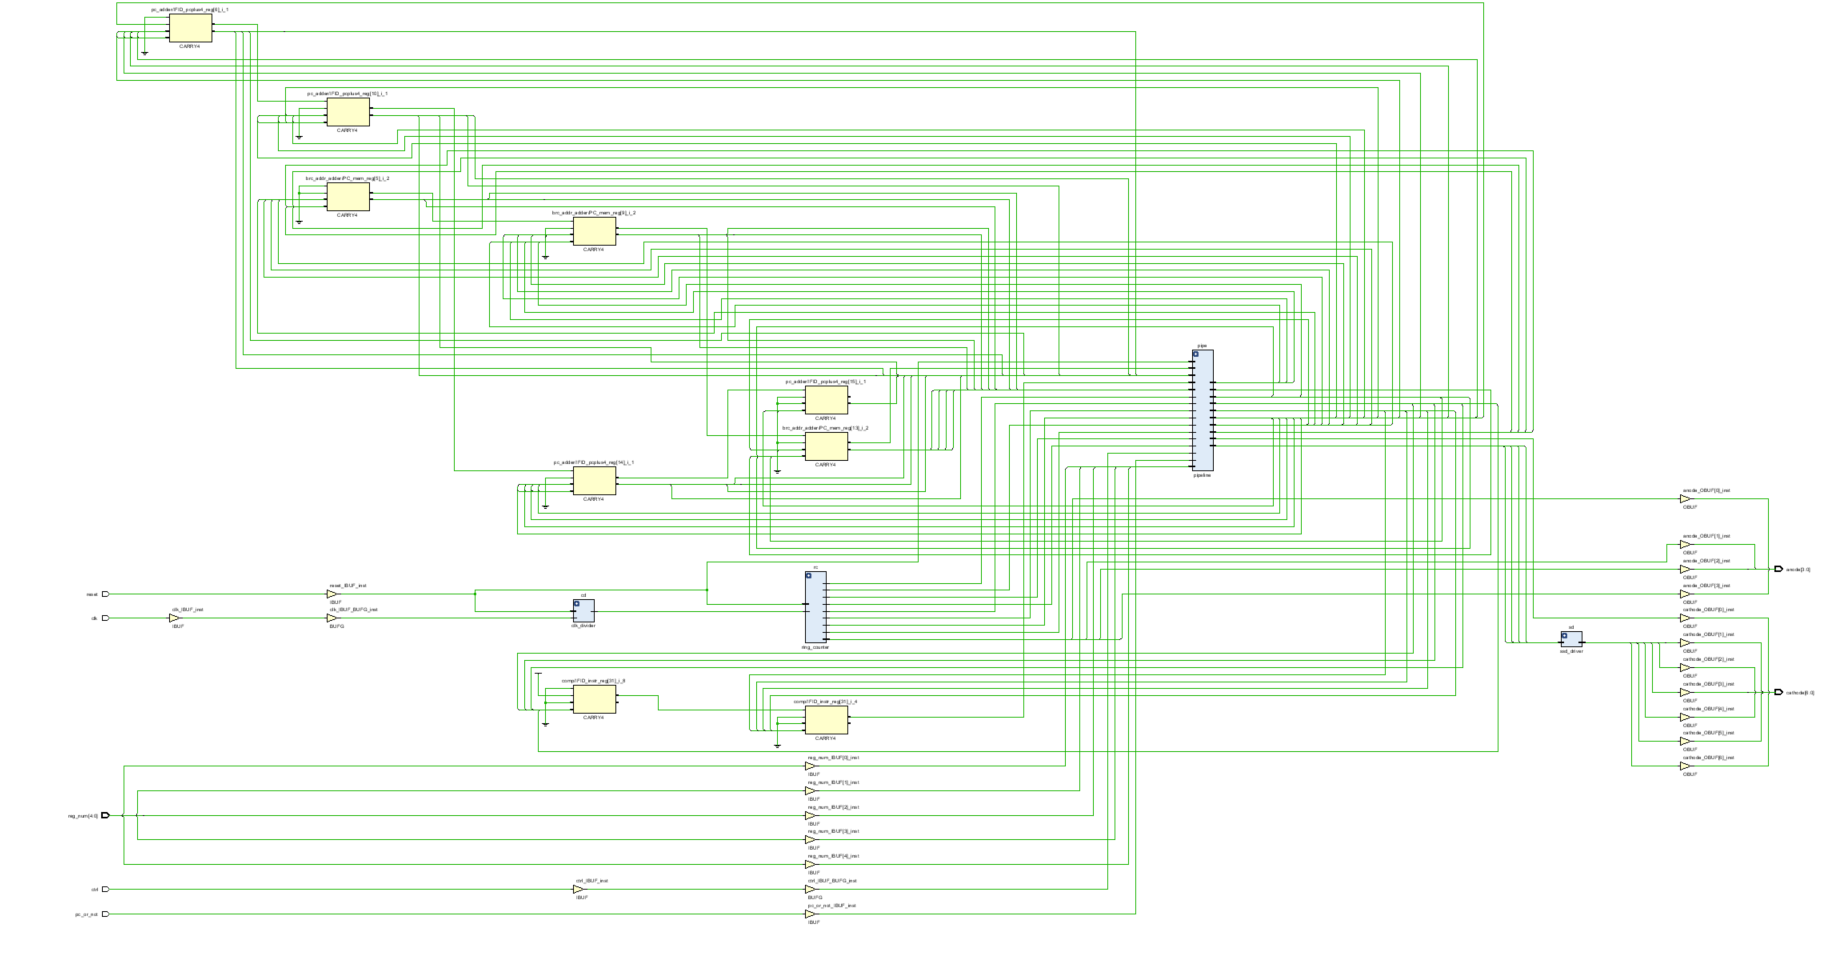 pc_adder/IFID_pcplus4_reg[6]_i_1
CARRY4
pc_adder/IFID_pcplus4_reg[10]_i_1
CARRY4
brn_addr_adder/PC_mem_reg[5]_i_2
CARRY4
brn_addr_adder/PC_mem_reg[9]_i_2
CARRY4
pipe
pipeline
pc_adder/IFID_pcplus4_reg[15]_i_1
CARRY4
brn_addr_adder/PC_mem_reg[13]_i_2
CARRY4
pc_adder/IFID_pcplus4_reg[14]_i_1
CARRY4
anode_OBUF[0]_inst
OBUF
anode_OBUF[1]_inst
OBUF
anode_OBUF[2]_inst
OBUF
anode[3:0]
anode_OBUF[3]_inst
OBUF
reset
reset_IBUF_inst
IBUF
clk
clk_IBUF_inst
IBUF
clk_IBUF_BUFG_inst
BUFG
cd
clk_divider
rc
ring_counter
cathode_OBUF[0]_inst
OBUF
sd
ssd_driver
cathode_OBUF[1]_inst
OBUF
cathode_OBUF[2]_inst
OBUF
cathode_OBUF[3]_inst
OBUF
cathode[6:0]
cathode_OBUF[4]_inst
OBUF
cathode_OBUF[5]_inst
OBUF
cathode_OBUF[6]_inst
OBUF
comp/IFID_instr_reg[31]_i_8
CARRY4
comp/IFID_instr_reg[31]_i_4
CARRY4
reg_num[4:0]
reg_num_IBUF[0]_inst
IBUF
reg_num_IBUF[1]_inst
IBUF
reg_num_IBUF[2]_inst
IBUF
reg_num_IBUF[3]_inst
IBUF
reg_num_IBUF[4]_inst
IBUF
ctrl
ctrl_IBUF_inst
IBUF
ctrl_IBUF_BUFG_inst
BUFG
pc_or_not
pc_or_not_IBUF_inst
IBUF